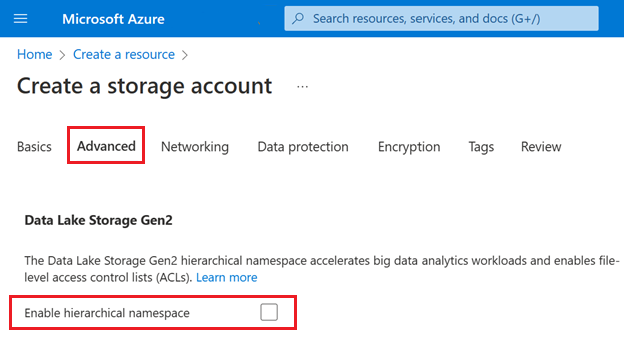 Microsoft Azure
Search resources, services, and docs (G+/)
Home > Create a resource >
Create a storage account ...
Basics Advanced Networking Data protection Encryption Tags Review
Data Lake Storage Gen2
The Data Lake Storage Gen2 hierarchical namespace accelerates big data analytics workloads and enables file-
level access control lists (ACLs). Learn more
Enable hierarchical namespace